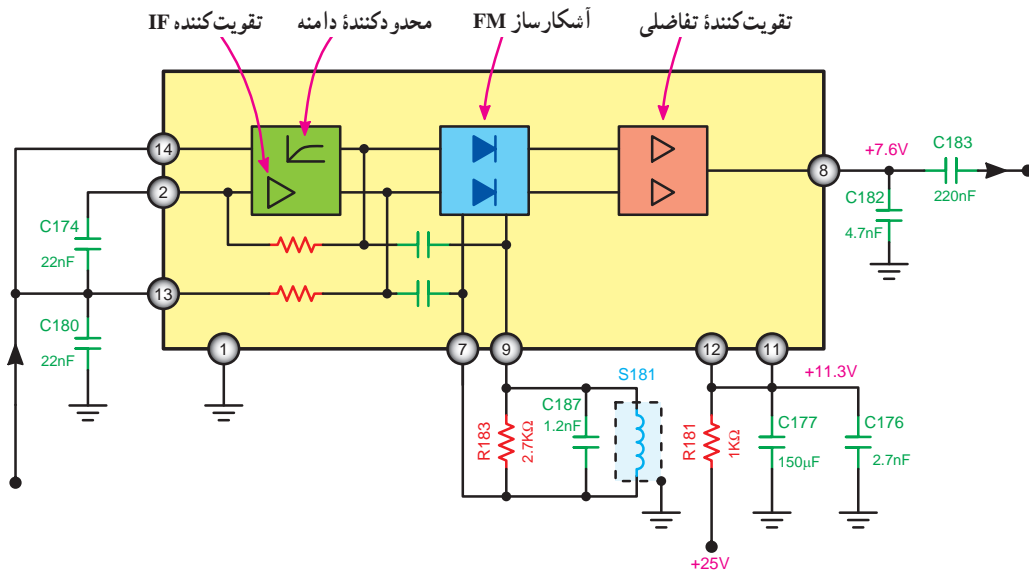 تقویت‌کننده IF
محدودکنندهٔ دامنه
آشکارساز FM
تقویت‌کنندهٔ تفاضلی
14
2
13
1
7
9
12
11
8
+7.6V
C183
220nF
C182
4.7nF
C174
22nF
C180
22nF
S181
C187
1.2nF
R183
2.7KΩ
R181
1KΩ
+11.3V
C177
150µF
C176
2.7nF
+25V